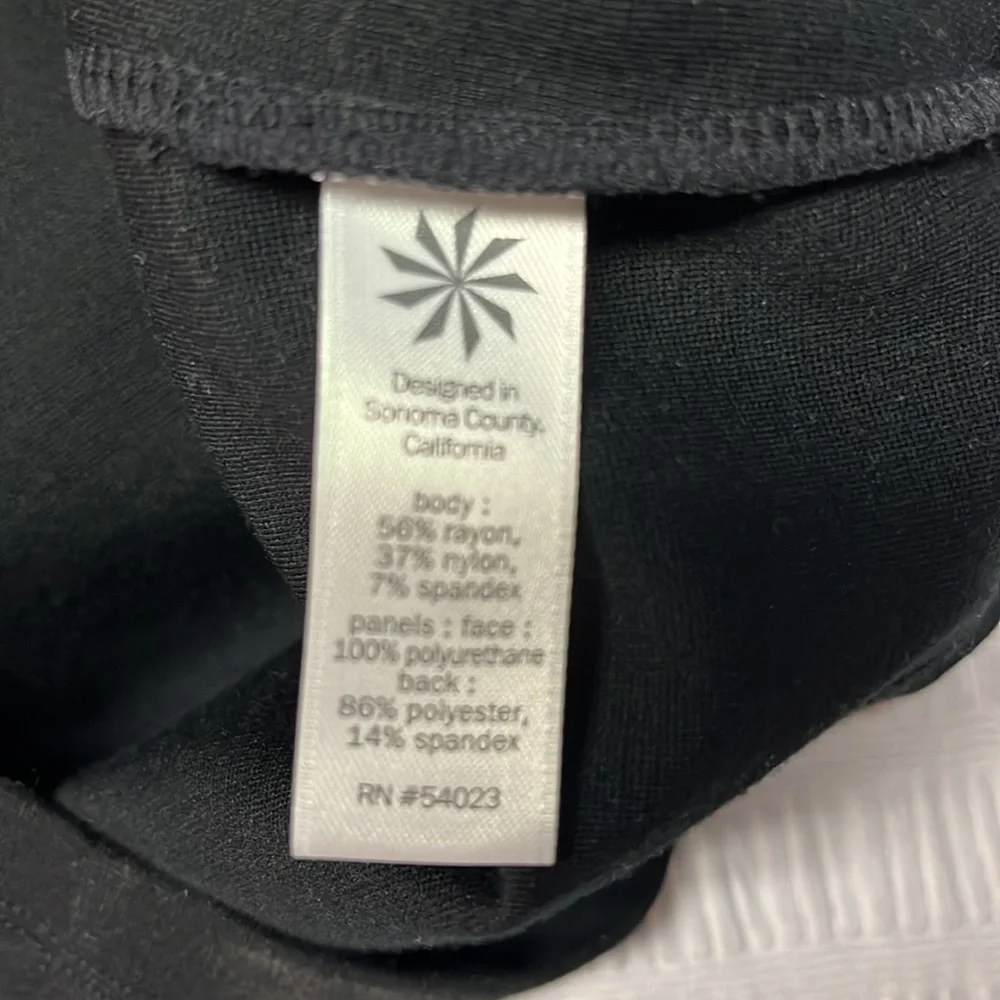 Designed in
Sonoma County,
California
body :
56% rayon,
37% nylon,
7% spandex
panels : face :
100% polyurethane
back :
86% polyester,
14% spandex
RN #54023